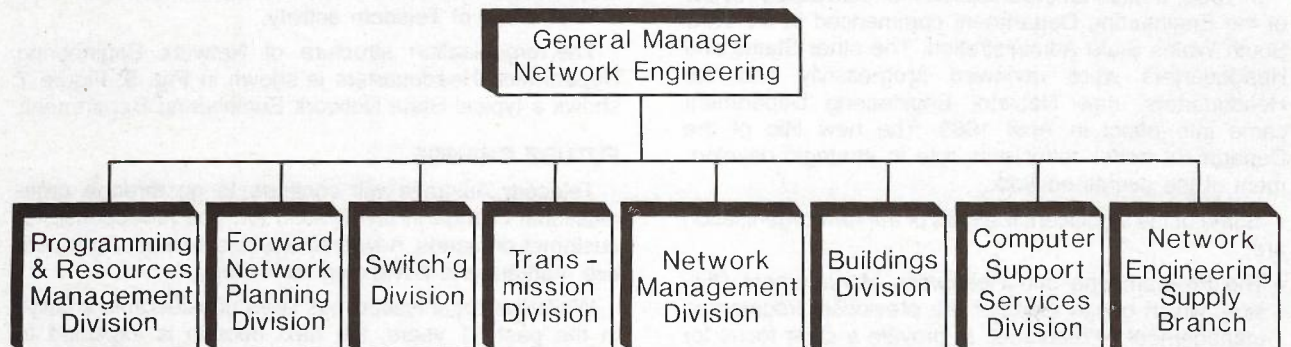 General Manager
Network Engineering
Programming
& Resources
Management
Division
Forward
Network
Planning
Division
Switch'g
Division
Trans -
mission
Division
Network
Management
Division
Buildings
Division
Computer
Support
Services
Division
Network
Engineering
Supply
Branch